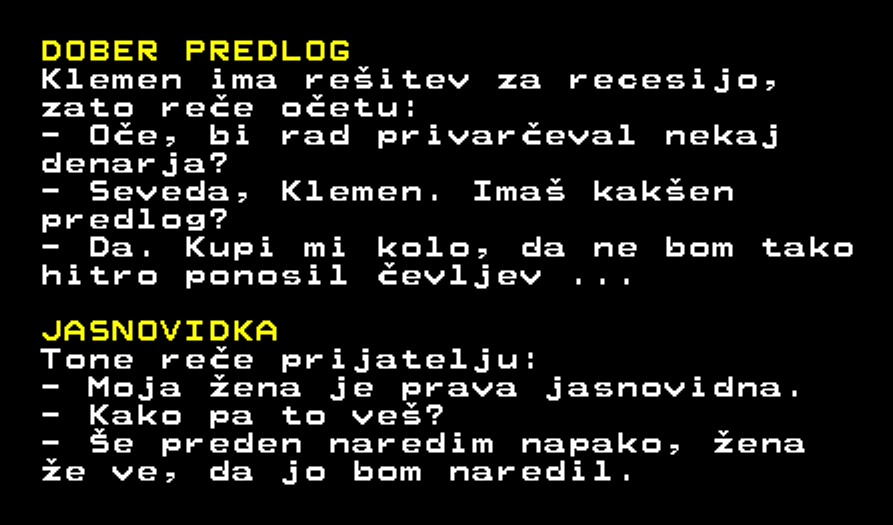 DOBER PREDLOG
Klemen ima rešitev za recesijo,
zato reče očetu:
- Oče, bi rad privarčeval nekaj
denarja?
- Seveda, Klemen. Imaš kakšen
predlog?
- Da. Kupi mi kolo, da ne bom tako
hitro ponosil čevljev ...
JASNOVIDKA
Tone reče prijatelju:
- Moja žena je prava jasnovidna.
- Kako pa to veš?
- Še preden naredim napako, žena
že ve, da jo bom naredil.